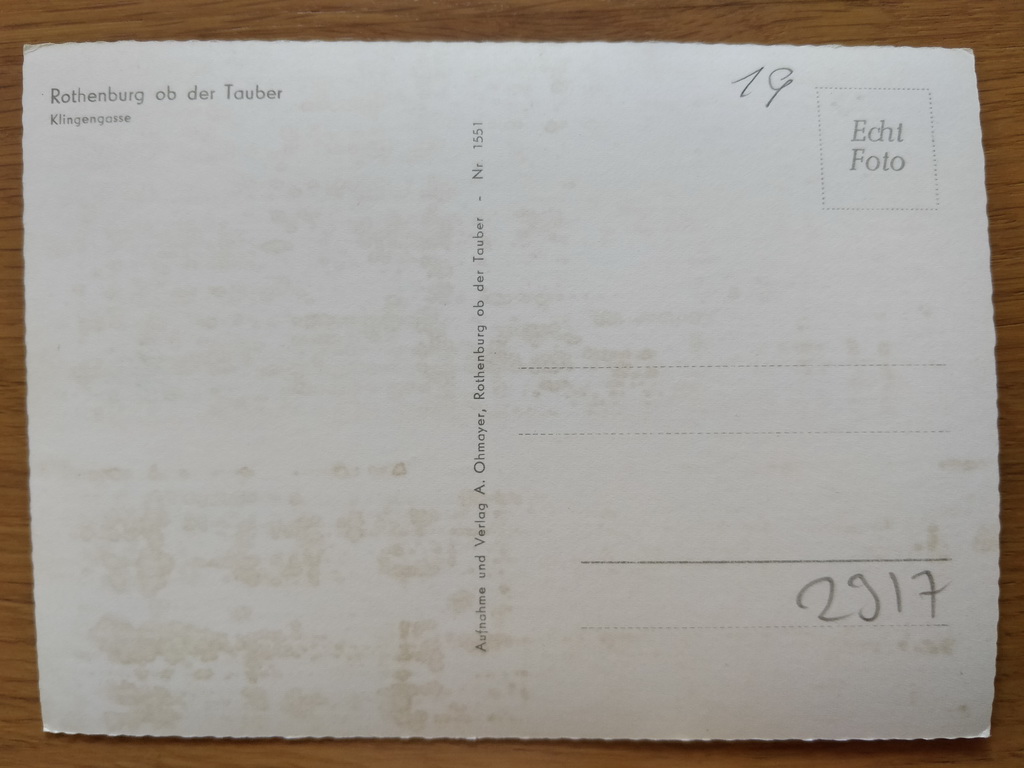 Rothenburg ob der Tauber
Klingengasse
Aufnahme und Verlag A. Ohmayer, Rothenburg ob der Tauber - Nr. 1551
19
Echt
Foto
2917